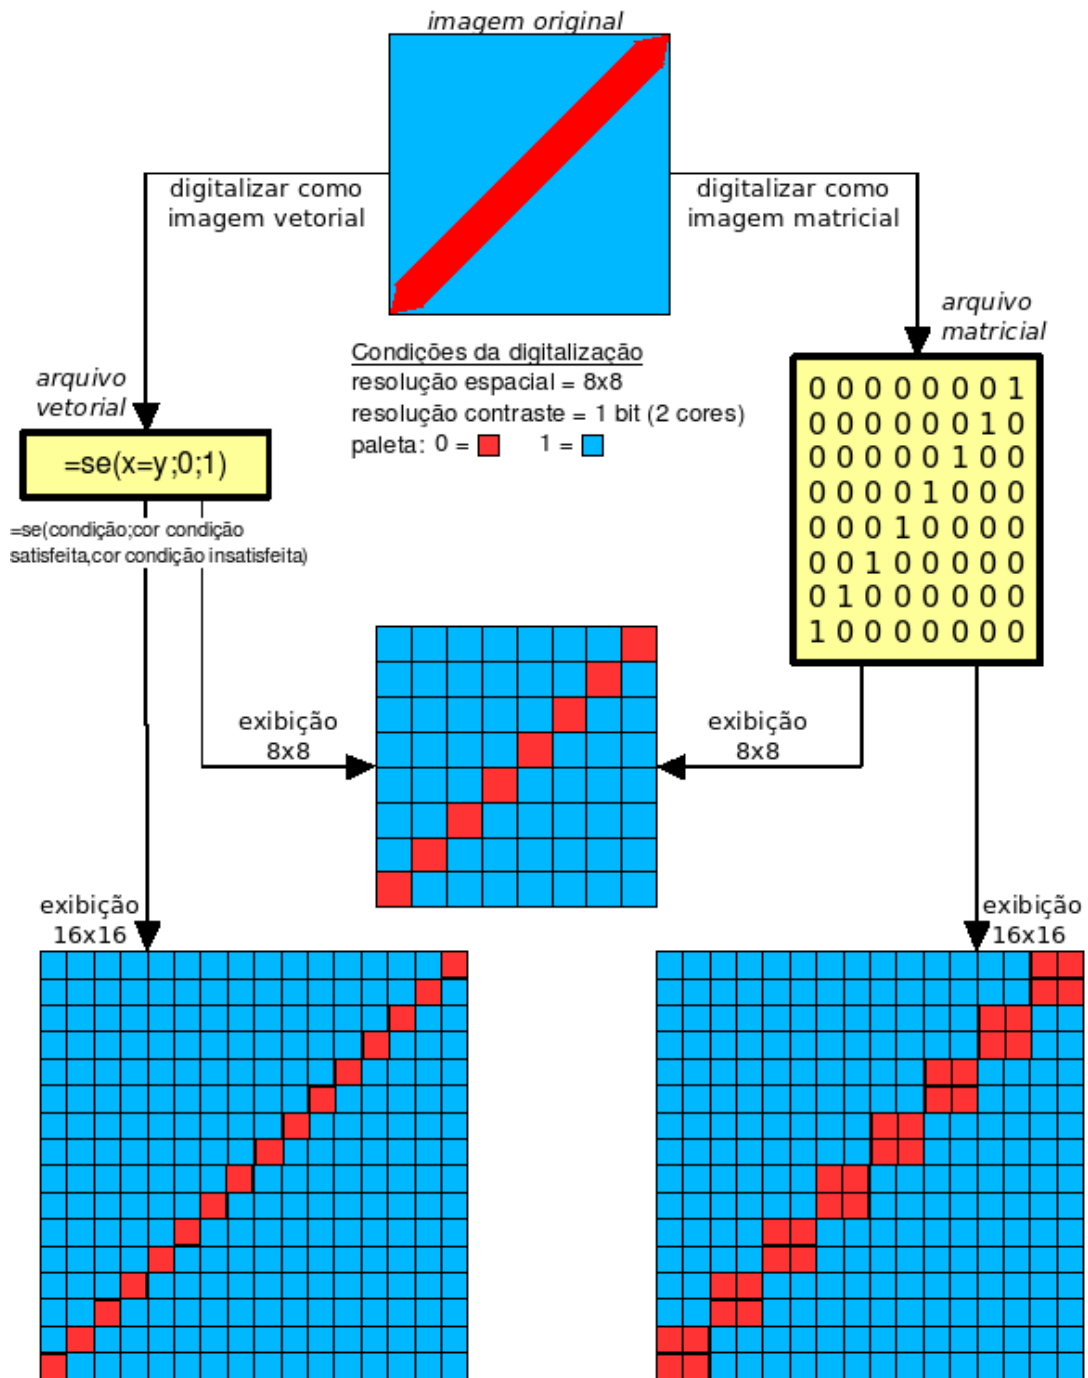 imagem original
digitalizar como
imagem vetorial
digitalizar como
imagem matricial
arquivo
matricial
Condições da digitalização
resolução espacial = 8x8
resolução contraste = 1 bit (2 cores)
paleta: 0 = 1 =
arquivo
vetorial
=se(x=y;0;1)
=se(condição;cor condição
satisfeita,cor condição insatisfeita)
0 0 0 0 0 0 0 1
0 0 0 0 0 0 1 0
0 0 0 0 0 1 0 0
0 0 0 0 1 0 0 0
0 0 0 1 0 0 0 0
0 0 1 0 0 0 0 0
0 1 0 0 0 0 0 0
1 0 0 0 0 0 0 0
exibição
8x8
exibição
8x8
exibição
16x16
exibição
16x16